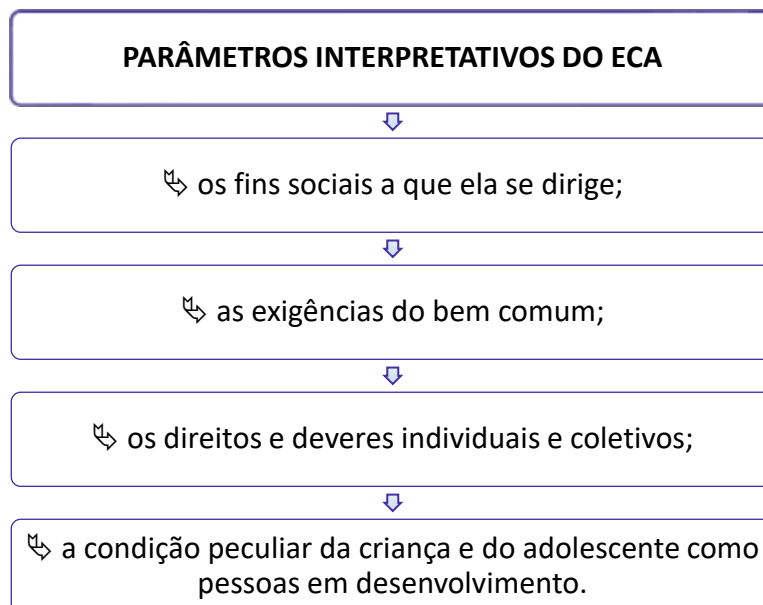 PARÂMETROS INTERPRETATIVOS DO ECA
↳ os fins sociais a que ela se dirige;
↳ as exigências do bem comum;
↳ os direitos e deveres individuais e coletivos;
↳ a condição peculiar da criança e do adolescente como
pessoas em desenvolvimento.